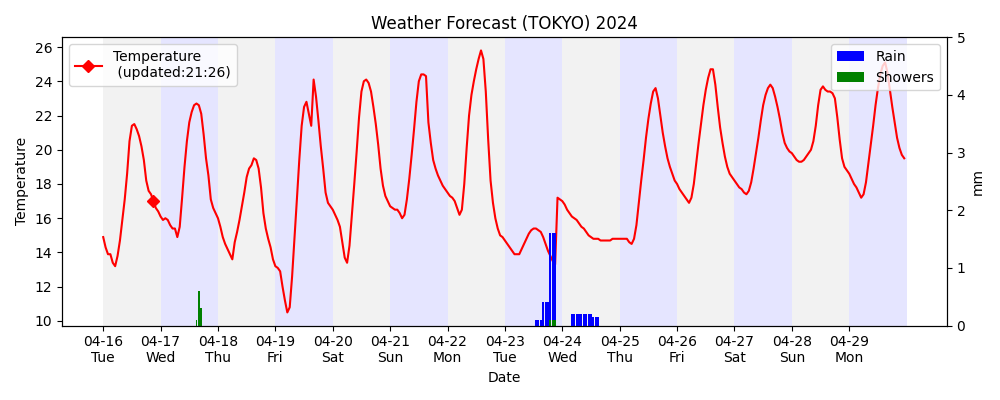 Weather Forecast (TOKYO) 2024
Temperature
(updated:21:26)
Rain
Showers
Temperature
26
24
22
20
18
16
14
12
10
5
4
3
2
1
0
mm
04-16 04-17 04-18 04-19 04-20 04-21 04-22 04-23 04-24 04-25 04-26 04-27 04-28 04-29
Tue Wed Thu Fri Sat Sun Mon Tue Wed Thu Fri Sat Sun Mon
Date